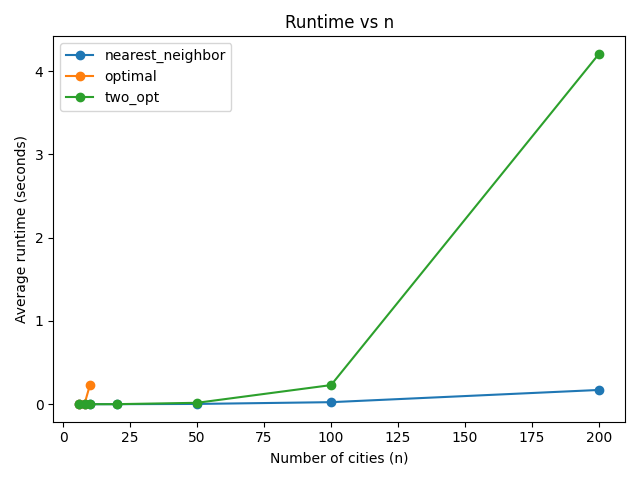 Runtime vs n
nearest_neighbor
optimal
two_opt
Average runtime (seconds)
4
3
2
1
0
0 25 50 75 100 125 150 175 200
Number of cities (n)